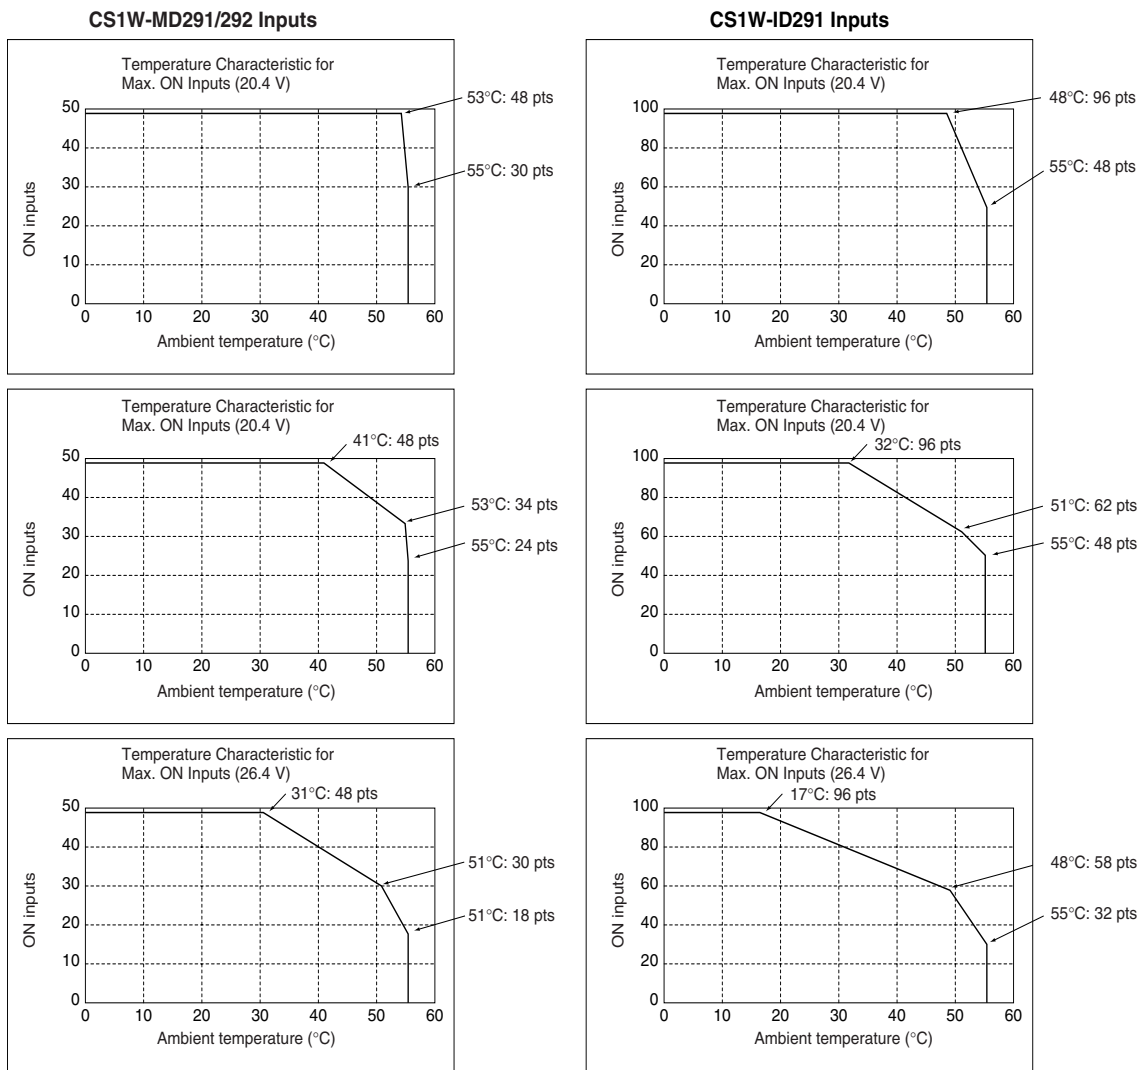 CS1W-MD291/292 Inputs
Temperature Characteristic for
Max. ON Inputs (20.4 V)
53°C: 48 pts
55°C: 30 pts
ON inputs
50
40
30
20
10
0
0 10 20 30 40 50 60
Ambient temperature (°C)
Temperature Characteristic for
Max. ON Inputs (20.4 V)
41°C: 48 pts
53°C: 34 pts
55°C: 24 pts
ON inputs
50
40
30
20
10
0
0 10 20 30 40 50 60
Ambient temperature (°C)
Temperature Characteristic for
Max. ON Inputs (26.4 V)
31°C: 48 pts
51°C: 30 pts
51°C: 18 pts
ON inputs
50
40
30
20
10
0
0 10 20 30 40 50 60
Ambient temperature (°C)
CS1W-ID291 Inputs
Temperature Characteristic for
Max. ON Inputs (20.4 V)
48°C: 96 pts
55°C: 48 pts
ON inputs
100
80
60
40
20
0
0 10 20 30 40 50 60
Ambient temperature (°C)
Temperature Characteristic for
Max. ON Inputs (20.4 V)
32°C: 96 pts
51°C: 62 pts
55°C: 48 pts
ON inputs
100
80
60
40
20
0
0 10 20 30 40 50 60
Ambient temperature (°C)
Temperature Characteristic for
Max. ON Inputs (26.4 V)
17°C: 96 pts
48°C: 58 pts
55°C: 32 pts
ON inputs
100
80
60
40
20
0
0 10 20 30 40 50 60
Ambient temperature (°C)